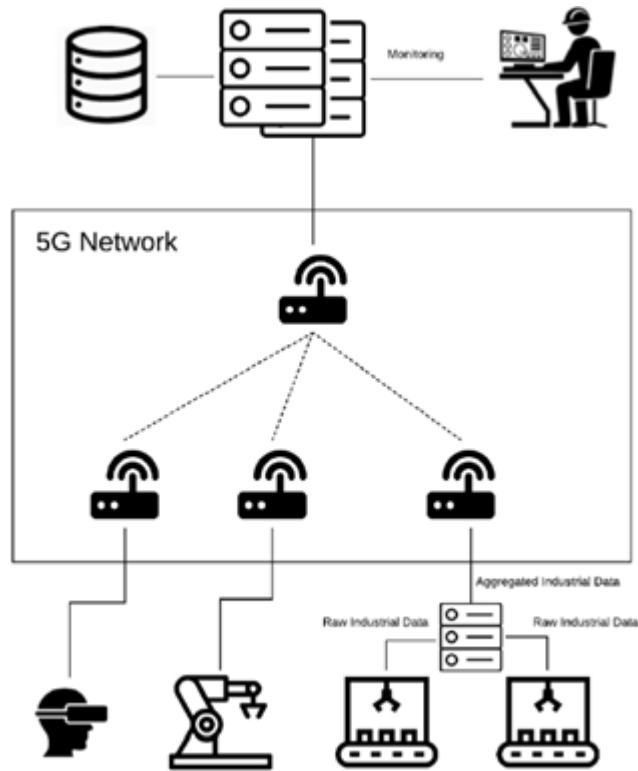 Monitoring
5G Network
Aggregated Industrial Data
Raw Industrial Data
Raw Industrial Data